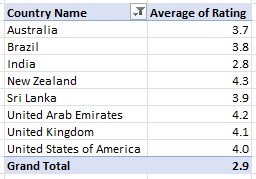 Country Name Average of Rating
Australia 3.7
Brazil 3.8
India 2.8
New Zealand 4.3
Sri Lanka 3.9
United Arab Emirates 4.2
United Kingdom 4.1
United States of America 4.0
Grand Total 2.9